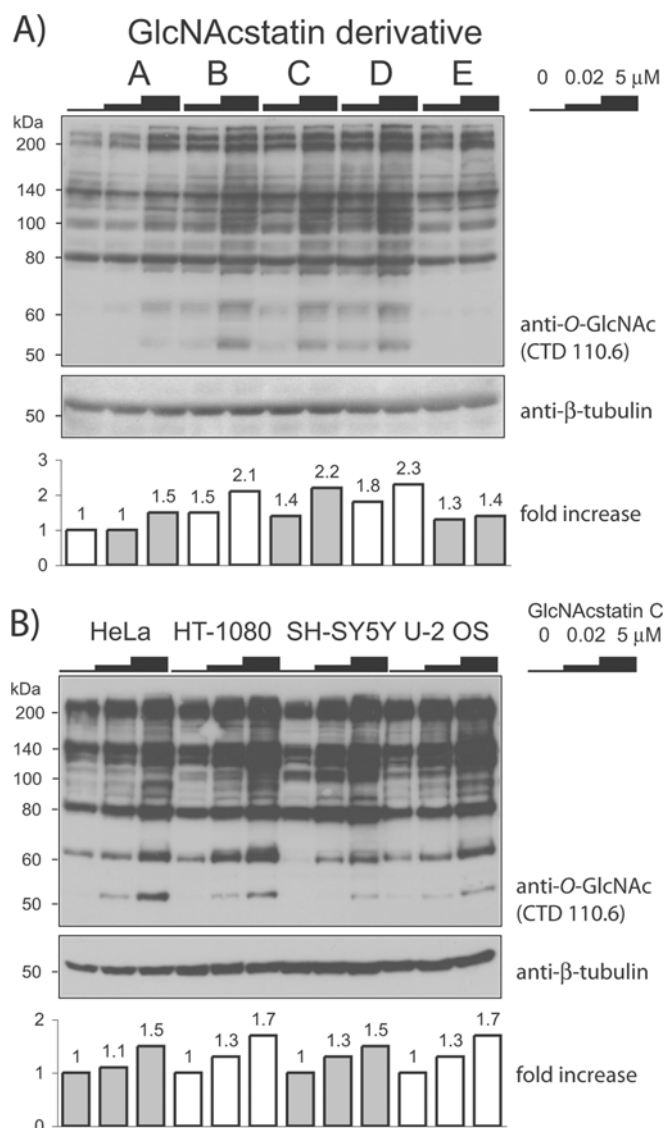 A) GlcNAcstatin derivative
A B C D E 0 0.02 5 μM
kDa
200
140
100
80
60
50
anti-O-GlcNAc
(CTD 110.6)
50
anti-β-tubulin
3
2
1
0
1 1 1.5 1.5 2.1 1.4 2.2 1.8 2.3 1.3 1.4
fold increase
B) HeLa HT-1080 SH-SY5Y U-2 OS
GlcNAcstatin C
0 0.02 5 μM
kDa
200
140
100
80
60
50
anti-O-GlcNAc
(CTD 110.6)
50
anti-β-tubulin
2
1
0
1 1.1 1.5 1 1.3 1.7 1 1.3 1.5 1 1.3 1.7
fold increase